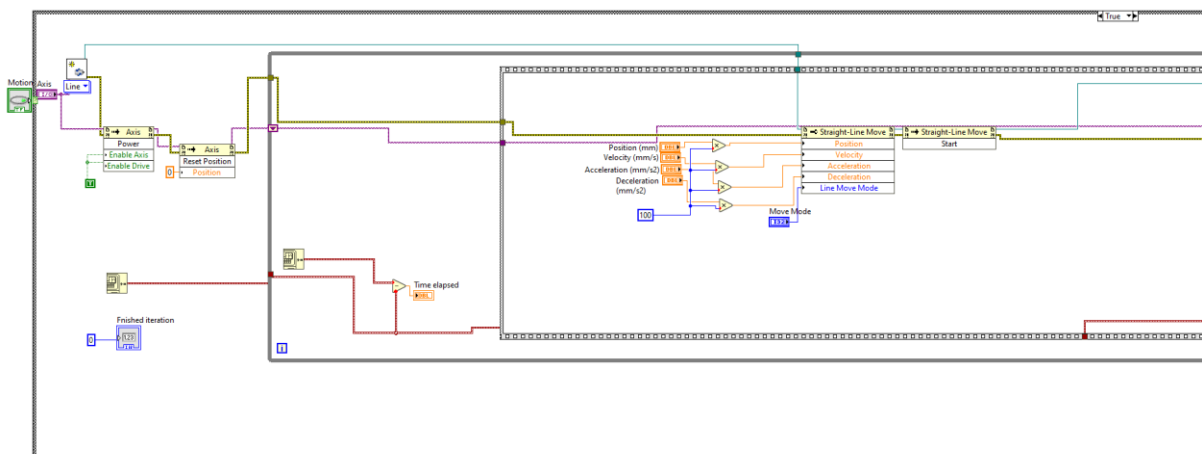 True
Motion
Axis
Line
Axis
Power
Enable Axis
Enable Drive
T
Axis
Reset Position
Position
0
Position (mm)
Velocity (mm/s)
Acceleration (mm/s2)
Deceleration
(mm/s2)
100
Straight-Line Move
Position
Velocity
Acceleration
Deceleration
Line Move Mode
Straight-Line Move
Start
Move Mode
Time elapsed
DBL
Fnished iteration
0
123
i